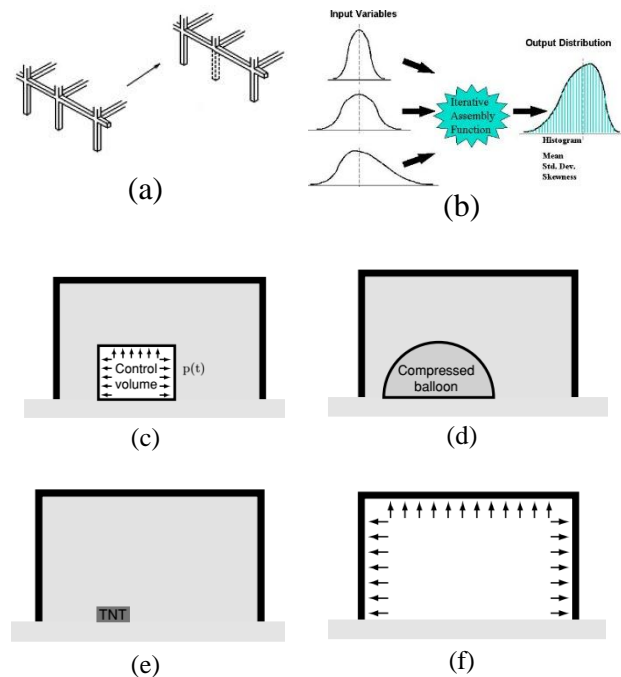 (a)
Input Variables
Output Distribution
Iterative
Assembly
Function
Histogram
Mean
Std. Dev.
Skewness
(b)
Control
volume
p(t)
(c)
Compressed
balloon
(d)
TNT
(e)
(f)